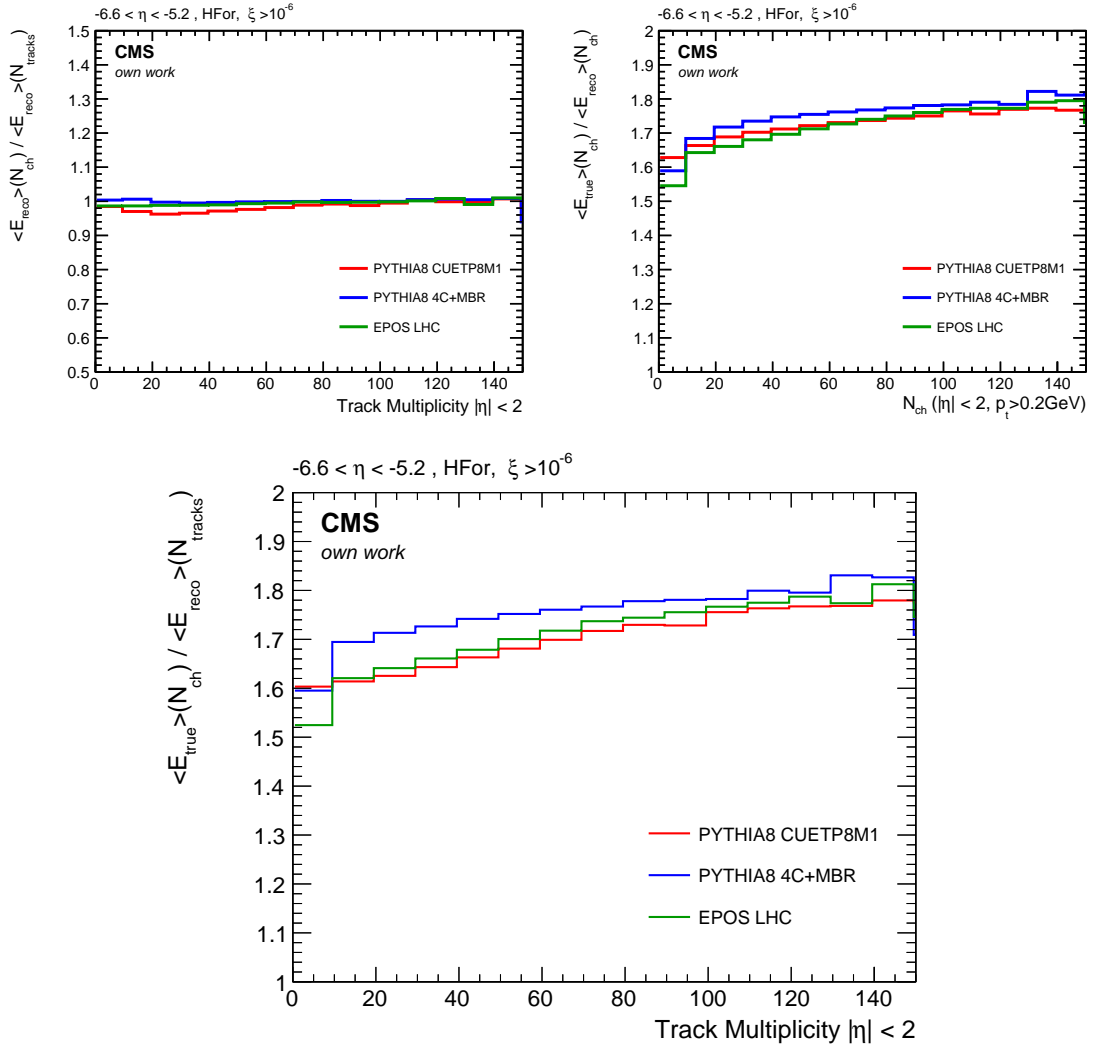 -6.6 < η < -5.2 , HFor, ξ >10^-6
<E_reco>(N_ch) / <E_reco>(N_tracks)
1.5
1.4
1.3
1.2
1.1
1
0.9
0.8
0.7
0.6
0.5
CMS
own work
PYTHIA8 CUETP8M1
PYTHIA8 4C+MBR
EPOS LHC
0 20 40 60 80 100 120 140
Track Multiplicity |η| < 2
-6.6 < η < -5.2 , HFor, ξ >10^-6
<E_true>(N_ch) / <E_reco>(N_ch)
2
1.9
1.8
1.7
1.6
1.5
1.4
1.3
1.2
1.1
1
CMS
own work
PYTHIA8 CUETP8M1
PYTHIA8 4C+MBR
EPOS LHC
0 20 40 60 80 100 120 140
N_ch (|η| < 2, p_t>0.2GeV)
-6.6 < η < -5.2 , HFor, ξ >10^-6
<E_true>(N_ch) / <E_reco>(N_tracks)
2
1.9
1.8
1.7
1.6
1.5
1.4
1.3
1.2
1.1
1
CMS
own work
PYTHIA8 CUETP8M1
PYTHIA8 4C+MBR
EPOS LHC
0 20 40 60 80 100 120 140
Track Multiplicity |η| < 2